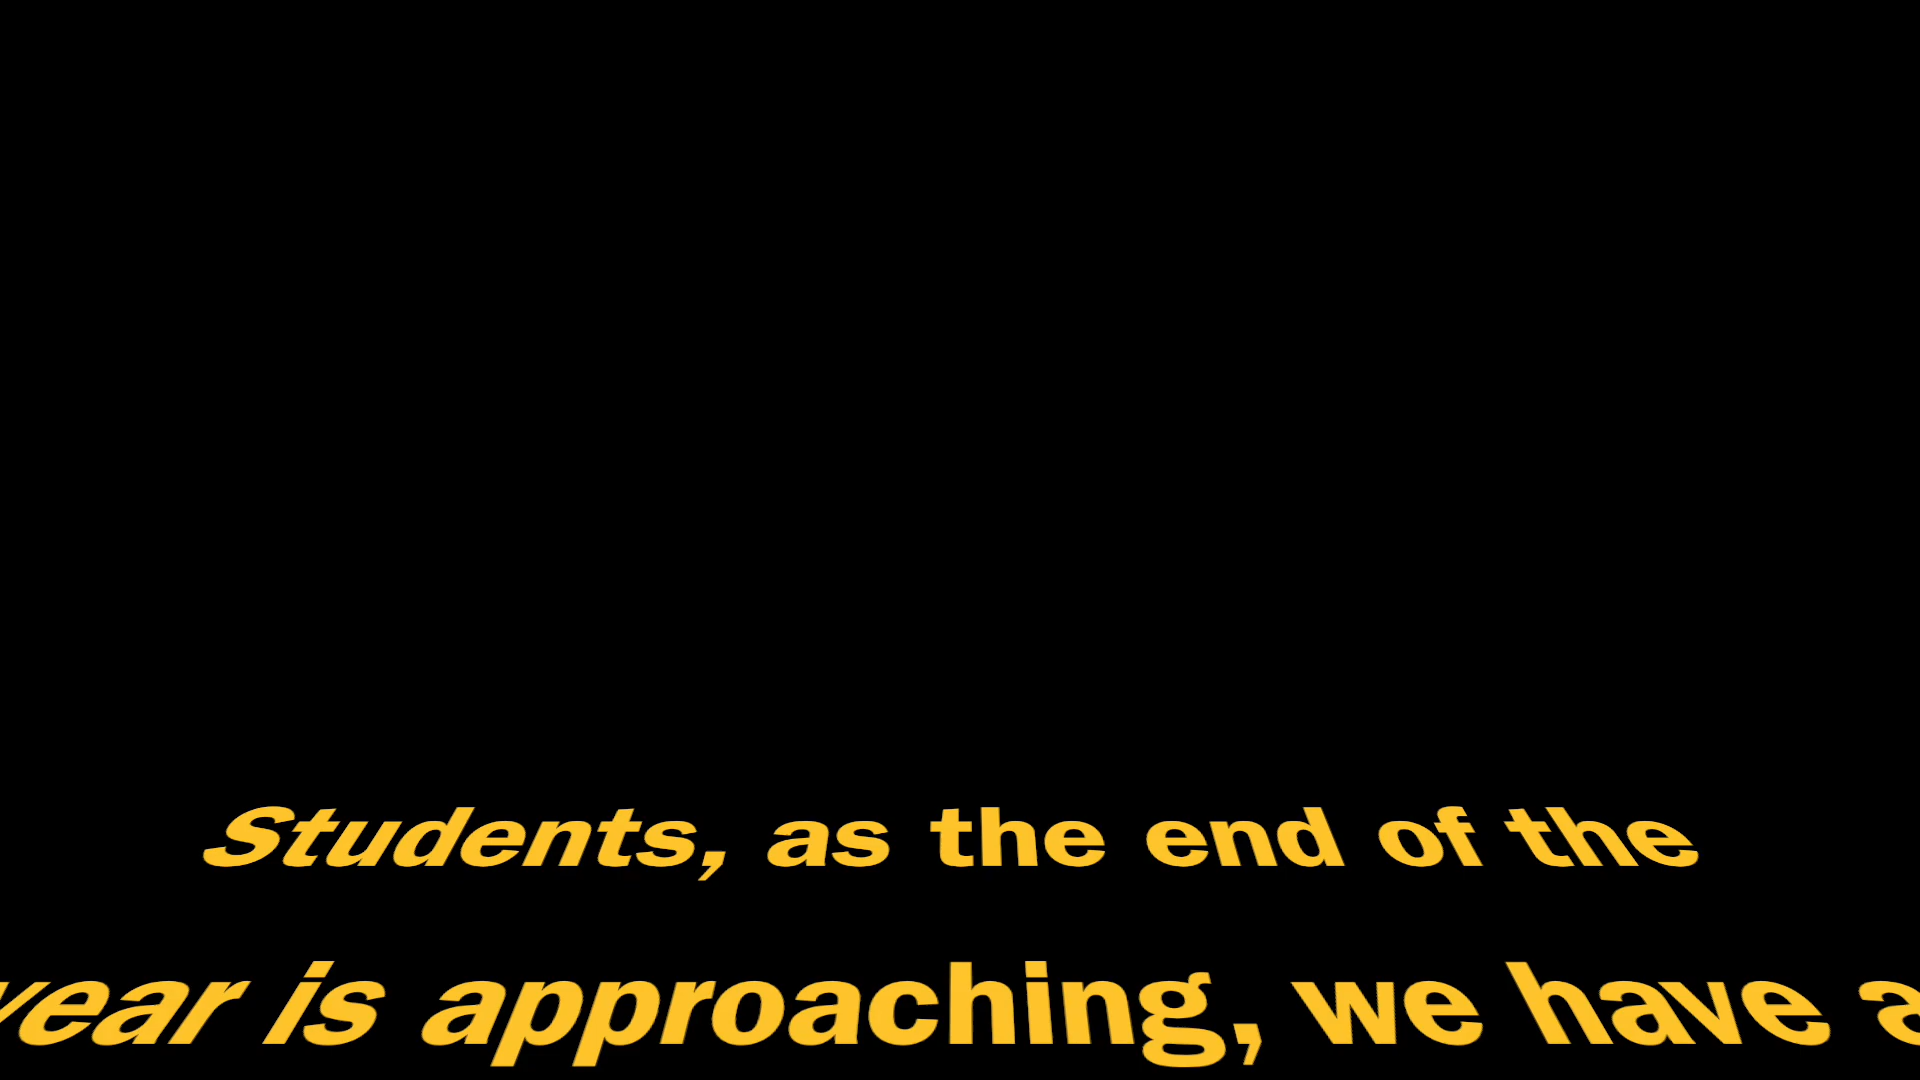 Students, as the end of the
year is approaching, we have a